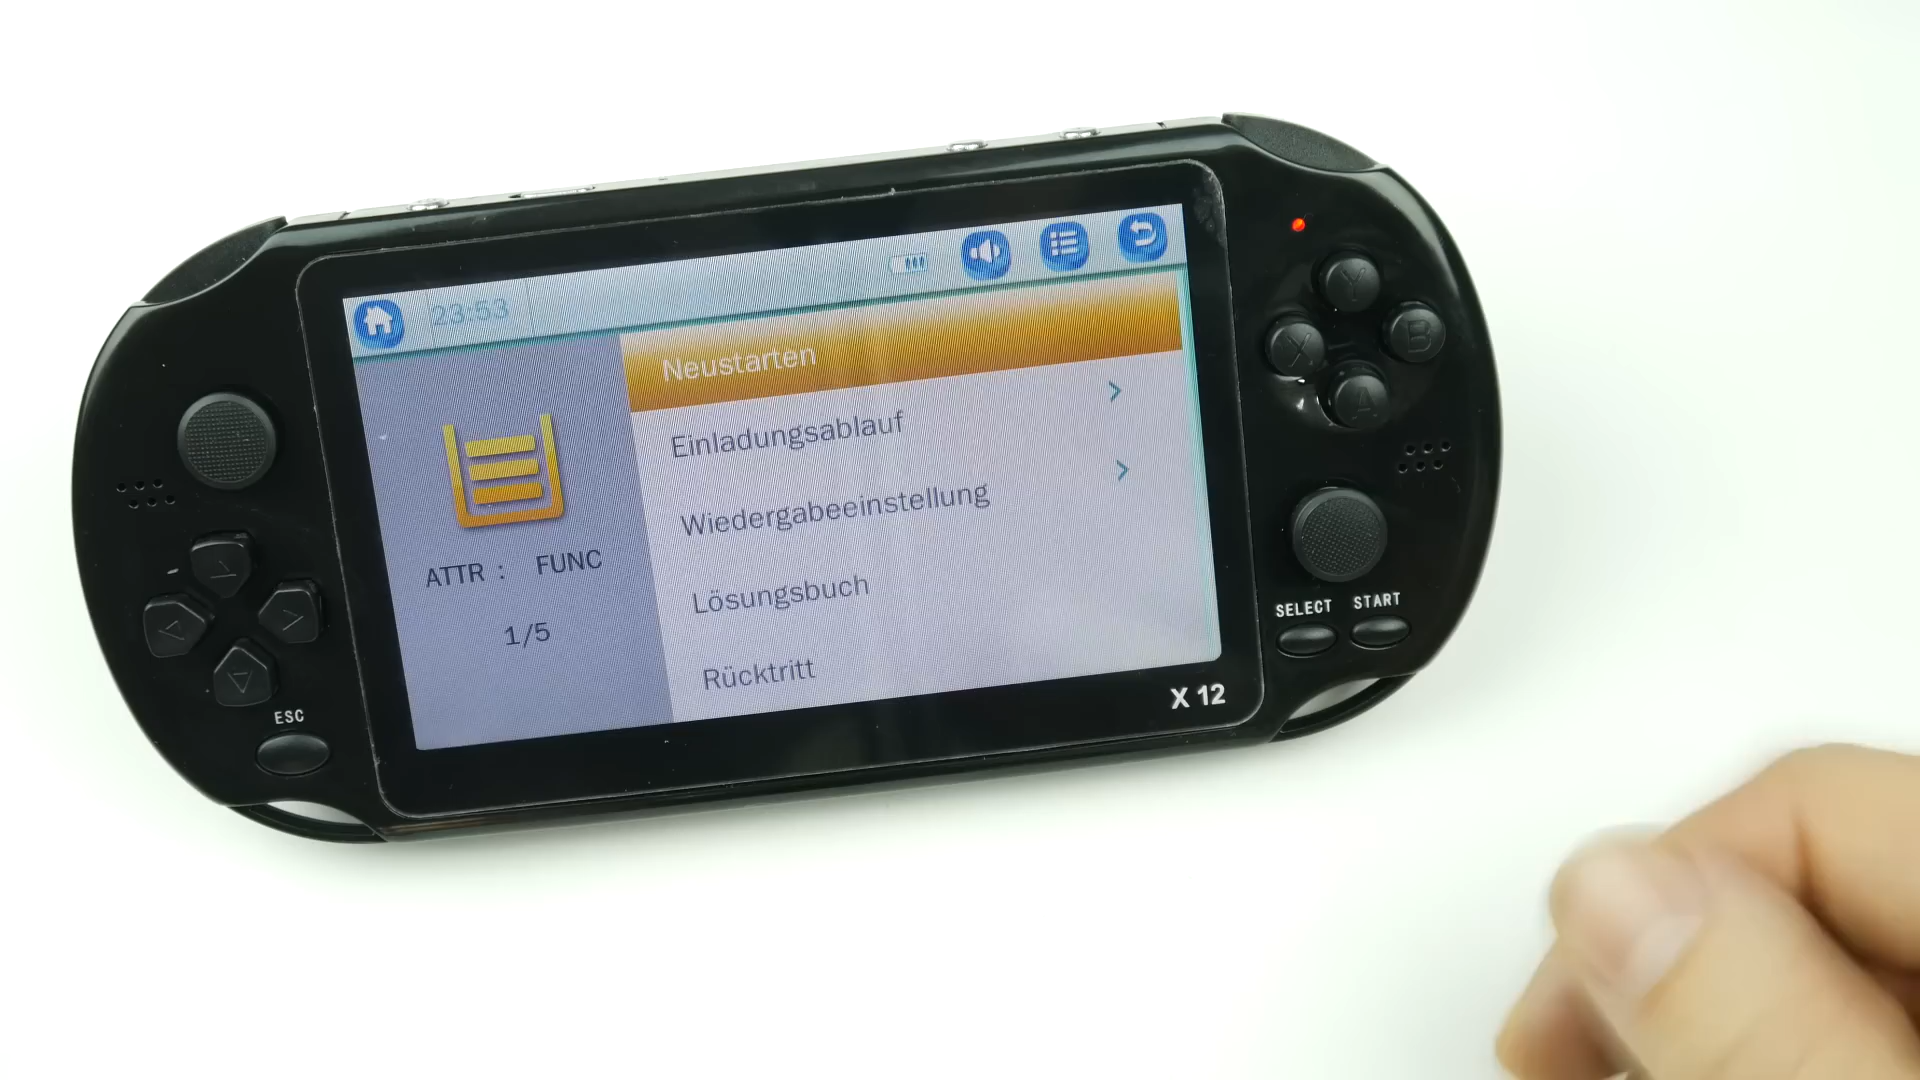 23:53
Neustarten
Einladungsablauf
Wiedergabeeinstellung
Lösungsbuch
Rücktritt
ATTR : FUNC
1/5
X 12
Y
X
B
A
SELECT
START
ESC